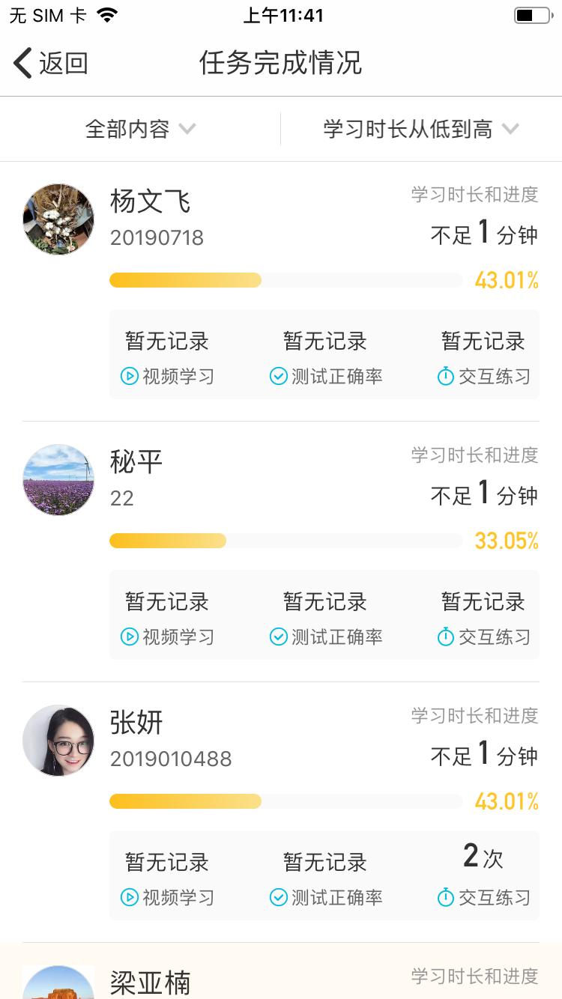 无 SIM 卡
上午11:41
返回
任务完成情况
全部内容
学习时长从低到高
杨文飞
学习时长和进度
20190718
不足 1 分钟
43.01%
暂无记录
暂无记录
暂无记录
视频学习
测试正确率
交互练习
秘平
学习时长和进度
22
不足 1 分钟
33.05%
暂无记录
暂无记录
暂无记录
视频学习
测试正确率
交互练习
张妍
学习时长和进度
2019010488
不足 1 分钟
43.01%
暂无记录
暂无记录
2 次
视频学习
测试正确率
交互练习
梁亚楠
学习时长和进度